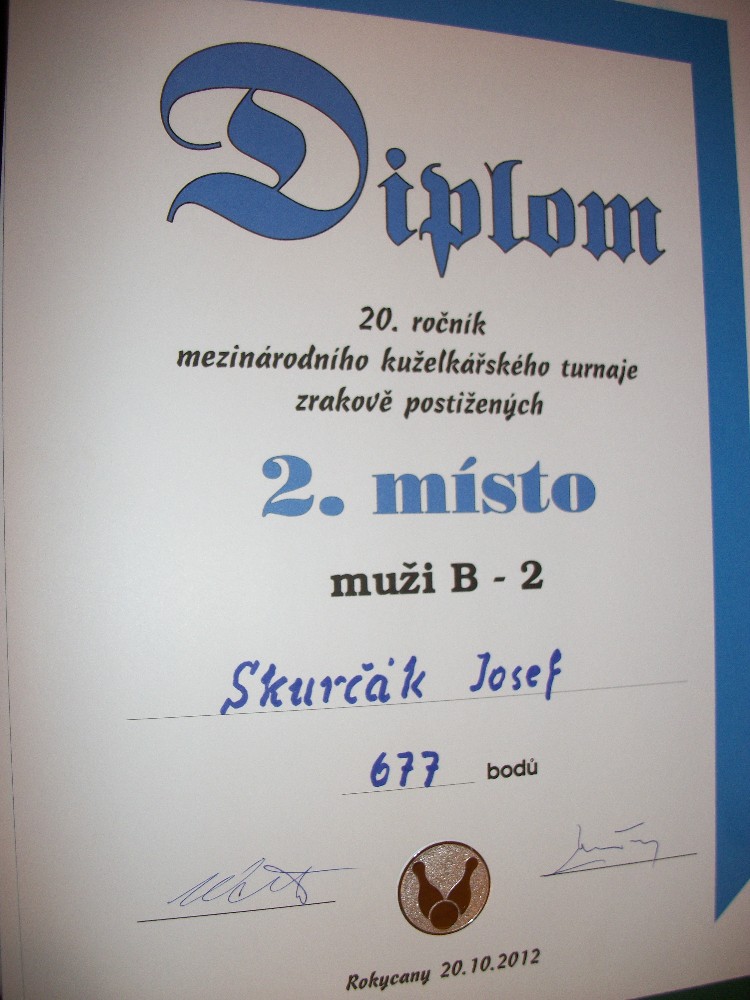 Diplom
20. ročník
mezinárodního kuželkářského turnaje
zrakově postižených
2. místo
muži B - 2
Skurčák Josef
677 bodů
Rokycany 20.10.2012